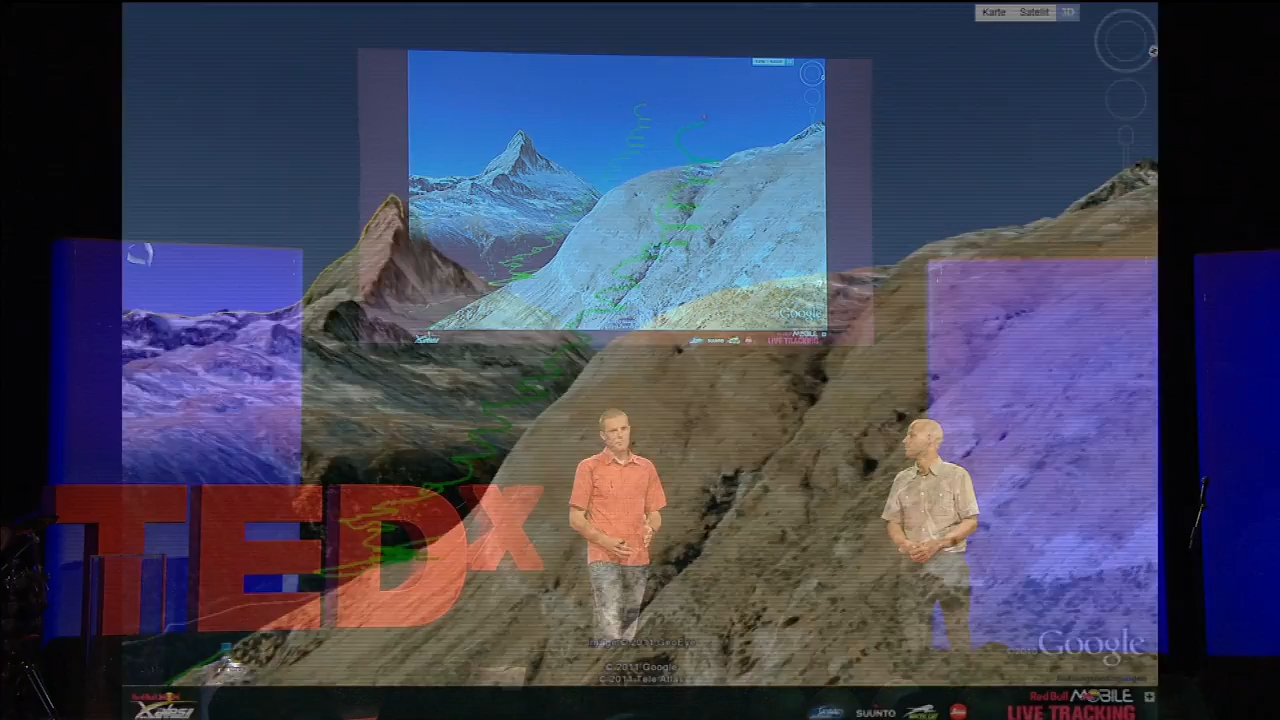 Karte Satellit 3D
Google
MOBILE
LIVE TRACKING
TEDx
Google
© 2011 Google
© 2011 Tele Atlas
Red Bull MOBILE
SUUNTO
LIVE TRACKING